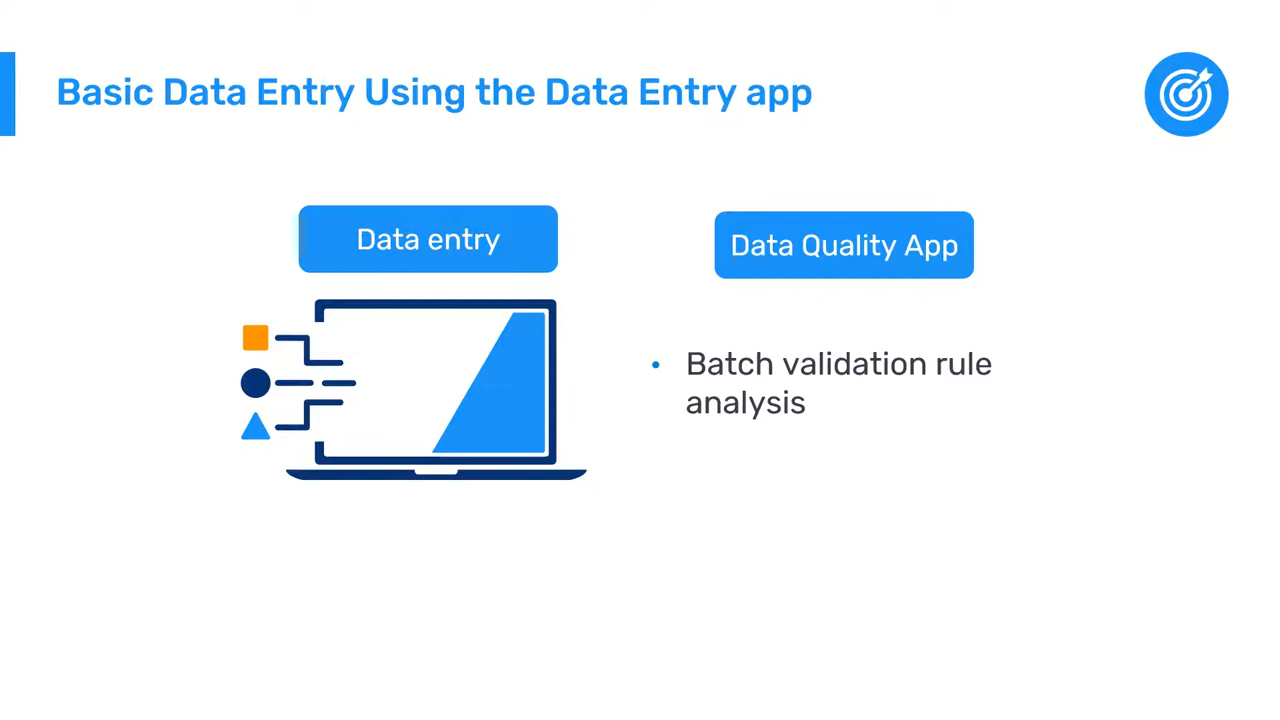 Basic Data Entry Using the Data Entry app
Data entry
Data Quality App
• Batch validation rule
analysis